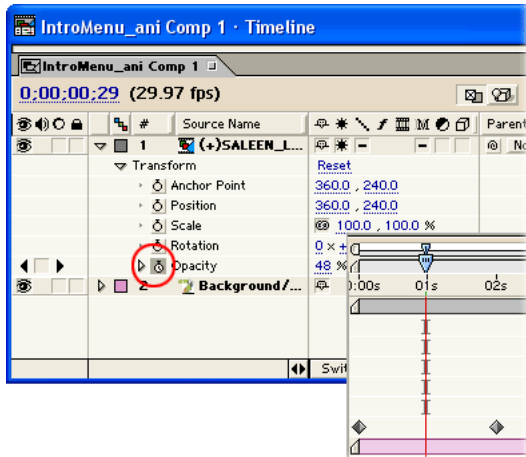 IntroMenu_ani Comp 1 · Timeline
IntroMenu_ani Comp 1
0;00;00;29 (29.97 fps)
# Source Name Parent
1 (+)SALEEN_L...
Transform Reset
Anchor Point 360.0 , 240.0
Position 360.0 , 240.0
Scale 100.0 , 100.0 %
Rotation 0 × +
Opacity 48 %
2 Background/...
):00s 01s 02s